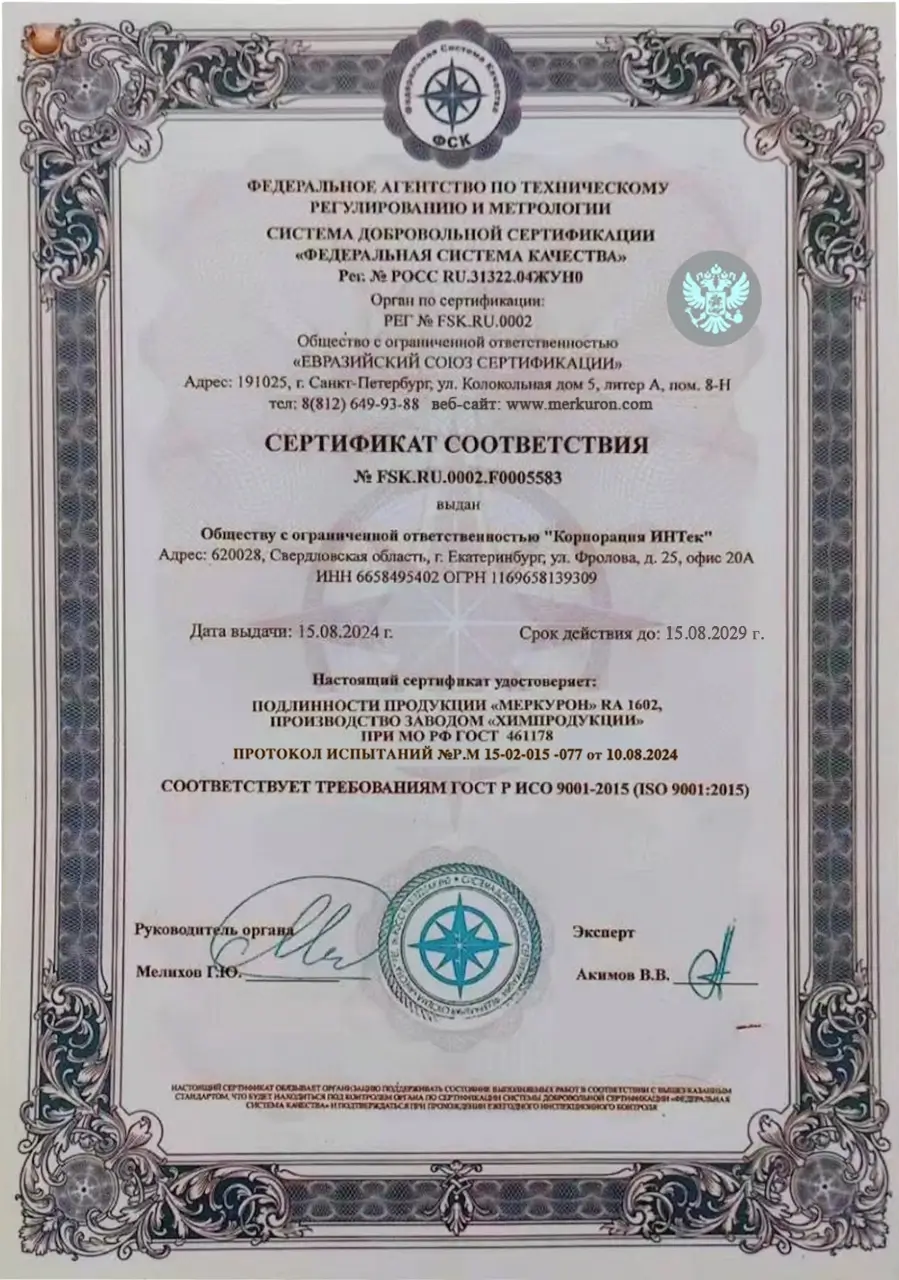 Федеральная Система Качества
ФСК
ФЕДЕРАЛЬНОЕ АГЕНТСТВО ПО ТЕХНИЧЕСКОМУ
РЕГУЛИРОВАНИЮ И МЕТРОЛОГИИ
СИСТЕМА ДОБРОВОЛЬНОЙ СЕРТИФИКАЦИИ
«ФЕДЕРАЛЬНАЯ СИСТЕМА КАЧЕСТВА»
Рег. № РОСС RU.31322.04ЖУН0
Орган по сертификации:
РЕГ № FSK.RU.0002
Общество с ограниченной ответственностью
«ЕВРАЗИЙСКИЙ СОЮЗ СЕРТИФИКАЦИИ»
Адрес: 191025, г. Санкт-Петербург, ул. Колокольная дом 5, литер А, пом. 8-Н
тел: 8(812) 649-93-88 веб-сайт: www.merkuron.com
СЕРТИФИКАТ СООТВЕТСТВИЯ
№ FSK.RU.0002.F0005583
выдан
Обществу с ограниченной ответственностью "Корпорация ИНТек"
Адрес: 620028, Свердловская область, г. Екатеринбург, ул. Фролова, д. 25, офис 20А
ИНН 6658495402 ОГРН 1169658139309
Дата выдачи: 15.08.2024 г. Срок действия до: 15.08.2029 г.
Настоящий сертификат удостоверяет:
ПОДЛИННОСТИ ПРОДУКЦИИ «МЕРКУРОН» RA 1602,
ПРОИЗВОДСТВО ЗАВОДОМ «ХИМПРОДУКЦИИ»
ПРИ МО РФ ГОСТ 461178
ПРОТОКОЛ ИСПЫТАНИЙ №Р.М 15-02-015 -077 от 10.08.2024
СООТВЕТСТВУЕТ ТРЕБОВАНИЯМ ГОСТ Р ИСО 9001-2015 (ISO 9001:2015)
Руководитель органа Эксперт
Мелихов Г.Ю. Акимов В.В.
НАСТОЯЩИЙ СЕРТИФИКАТ ОБЯЗЫВАЕТ ОРГАНИЗАЦИЮ ПОДДЕРЖИВАТЬ СОСТОЯНИЕ ВЫПОЛНЯЕМЫХ РАБОТ В СООТВЕТСТВИИ С ВЫШЕУКАЗАННЫМ
СТАНДАРТОМ, ЧТО БУДЕТ НАХОДИТЬСЯ ПОД КОНТРОЛЕМ ОРГАНА ПО СЕРТИФИКАЦИИ СИСТЕМЫ ДОБРОВОЛЬНОЙ СЕРТИФИКАЦИИ «ФЕДЕРАЛЬНАЯ
СИСТЕМА КАЧЕСТВА» И ПОДТВЕРЖДАТЬСЯ ПРИ ПРОХОЖДЕНИИ ЕЖЕГОДНОГО ИНСПЕКЦИОННОГО КОНТРОЛЯ
ФСК